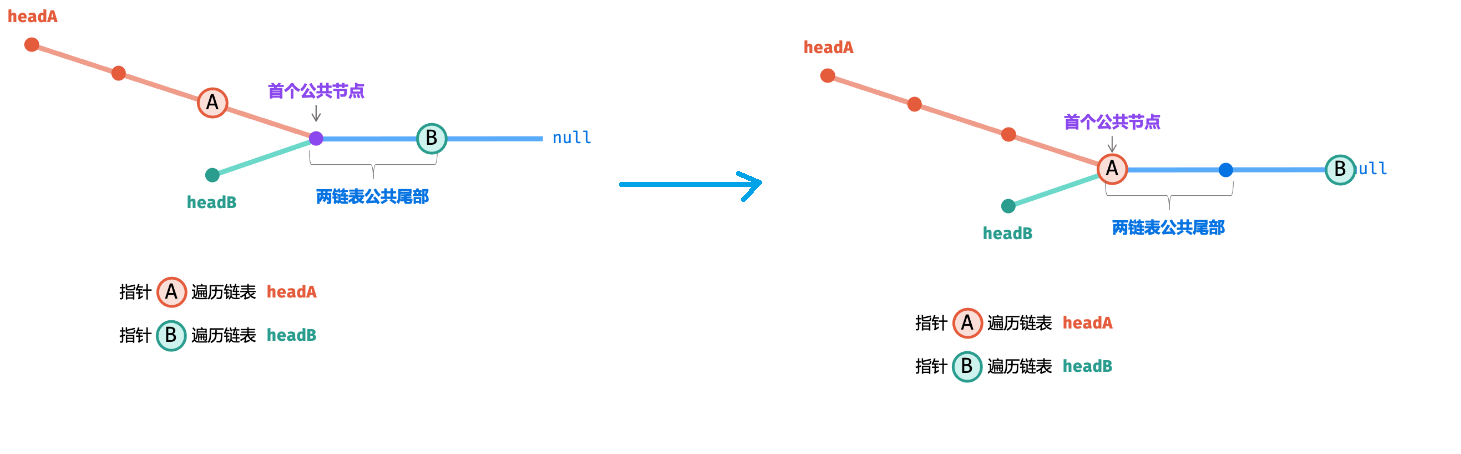 headA
首个公共节点
A
B
null
两链表公共尾部
headB
指针 A 遍历链表 headA
指针 B 遍历链表 headB
headA
首个公共节点
A
B
ull
两链表公共尾部
headB
指针 A 遍历链表 headA
指针 B 遍历链表 headB